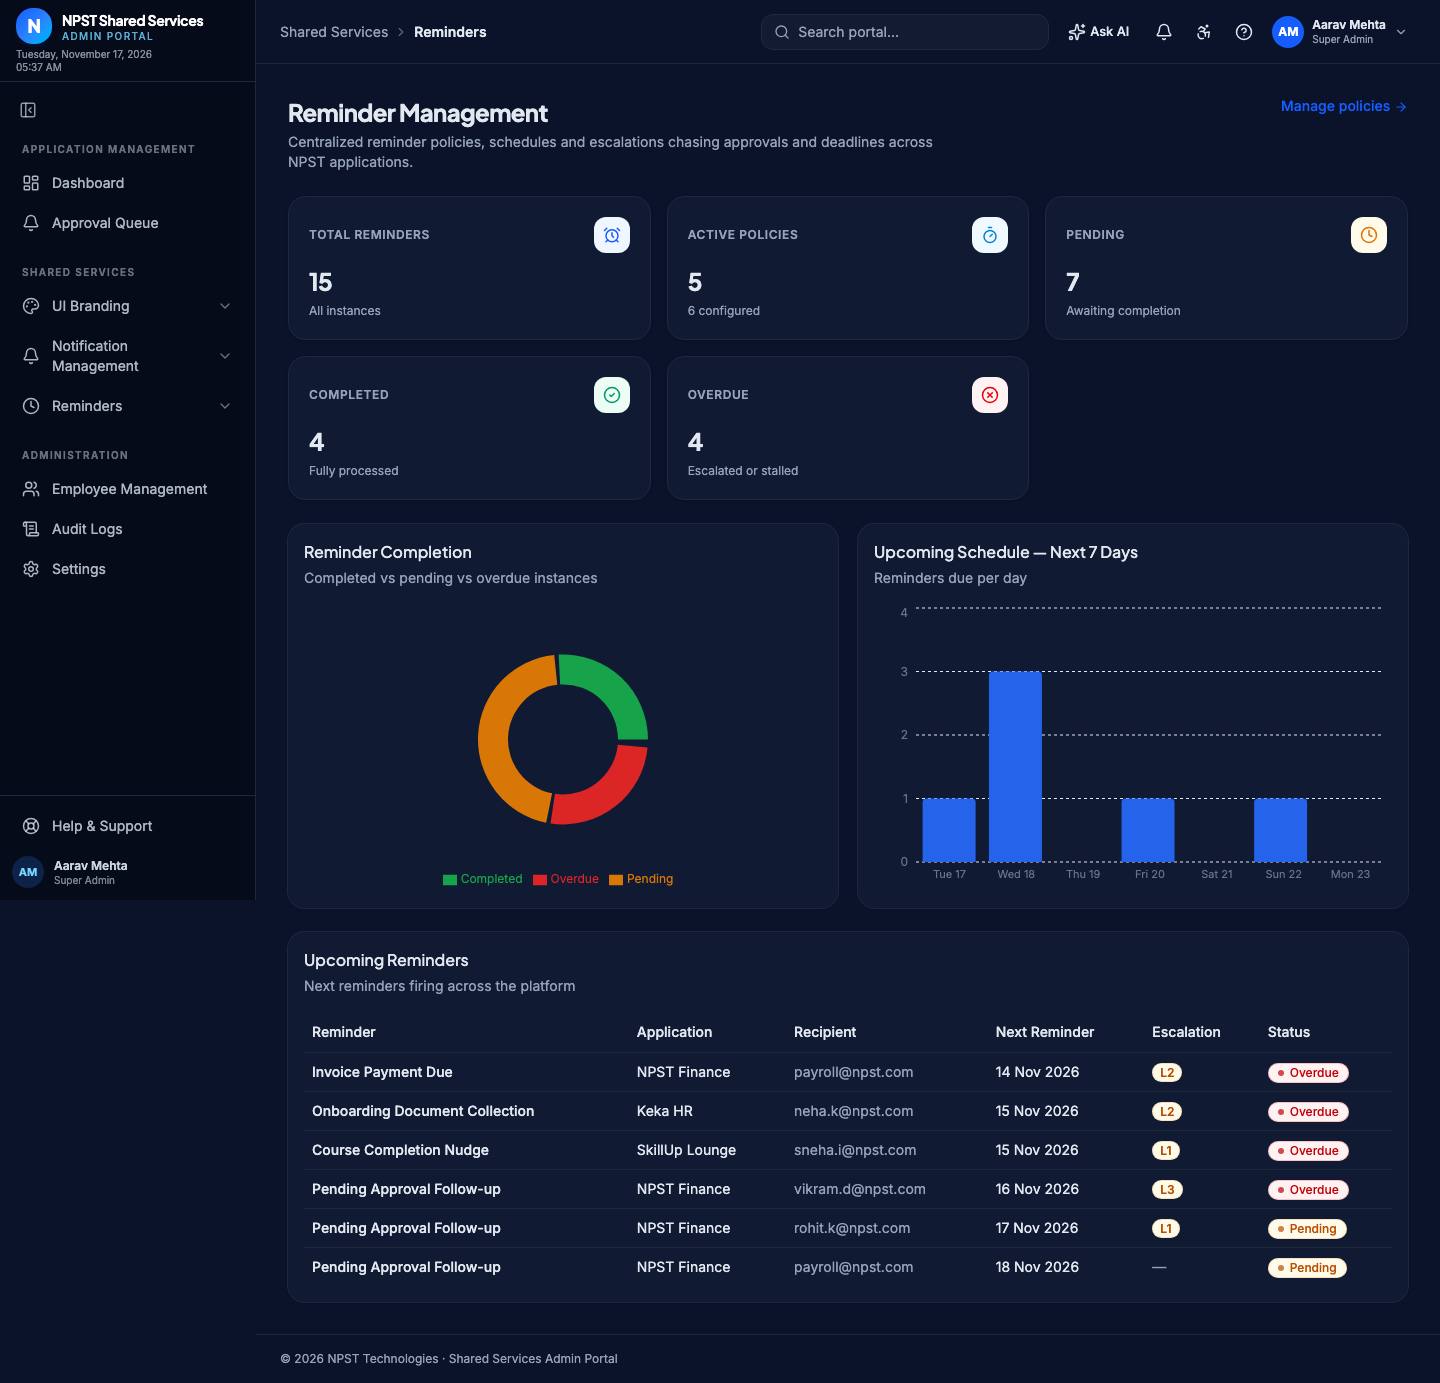 N
NPST Shared Services
ADMIN PORTAL
Tuesday, November 17, 2026
05:37 AM
APPLICATION MANAGEMENT
Dashboard
Approval Queue
SHARED SERVICES
UI Branding
Notification
Management
Reminders
ADMINISTRATION
Employee Management
Audit Logs
Settings
Help & Support
AM
Aarav Mehta
Super Admin
Shared Services > Reminders
Search portal...
Ask AI
AM
Aarav Mehta
Super Admin
Reminder Management
Manage policies →
Centralized reminder policies, schedules and escalations chasing approvals and deadlines across
NPST applications.
TOTAL REMINDERS
15
All instances
ACTIVE POLICIES
5
6 configured
PENDING
7
Awaiting completion
COMPLETED
4
Fully processed
OVERDUE
4
Escalated or stalled
Reminder Completion
Completed vs pending vs overdue instances
Completed Overdue Pending
Upcoming Schedule — Next 7 Days
Reminders due per day
4
3
2
1
0
Tue 17 Wed 18 Thu 19 Fri 20 Sat 21 Sun 22 Mon 23
Upcoming Reminders
Next reminders firing across the platform
Reminder Application Recipient Next Reminder Escalation Status
Invoice Payment Due NPST Finance payroll@npst.com 14 Nov 2026 L2 Overdue
Onboarding Document Collection Keka HR neha.k@npst.com 15 Nov 2026 L2 Overdue
Course Completion Nudge SkillUp Lounge sneha.i@npst.com 15 Nov 2026 L1 Overdue
Pending Approval Follow-up NPST Finance vikram.d@npst.com 16 Nov 2026 L3 Overdue
Pending Approval Follow-up NPST Finance rohit.k@npst.com 17 Nov 2026 L1 Pending
Pending Approval Follow-up NPST Finance payroll@npst.com 18 Nov 2026 — Pending
© 2026 NPST Technologies · Shared Services Admin Portal